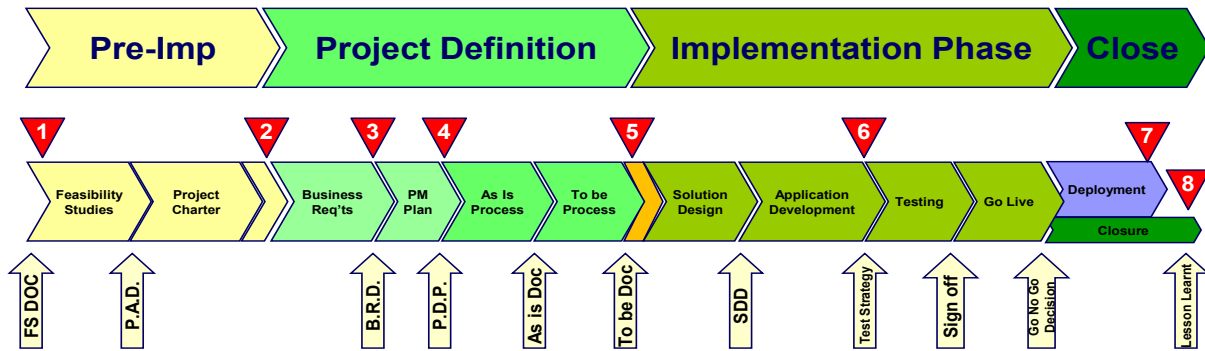 Pre-Imp
Project Definition
Implementation Phase
Close
1
2
3
4
5
6
7
8
Feasibility
Studies
Project
Charter
Business
Req'ts
PM
Plan
As Is
Process
To be
Process
Solution
Design
Application
Development
Testing
Go Live
Deployment
Closure
FS DOC
P.A.D.
B.R.D.
P.D.P.
As is Doc
To be Doc
SDD
Test Strategy
Sign off
Go No Go
Decision
Lesson Learnt